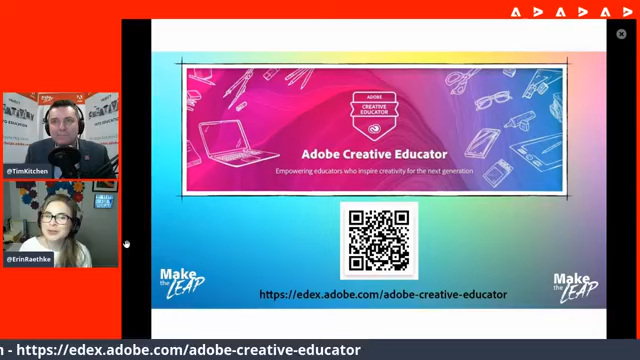 ADOBE
CREATIVE
EDUCATOR
Adobe Creative Educator
Empowering educators who inspire creativity for the next generation
@TimKitchen
@ErinRaethke
Make
the LEAP
Make
the LEAP
https://edex.adobe.com/adobe-creative-educator
- https://edex.adobe.com/adobe-creative-educator